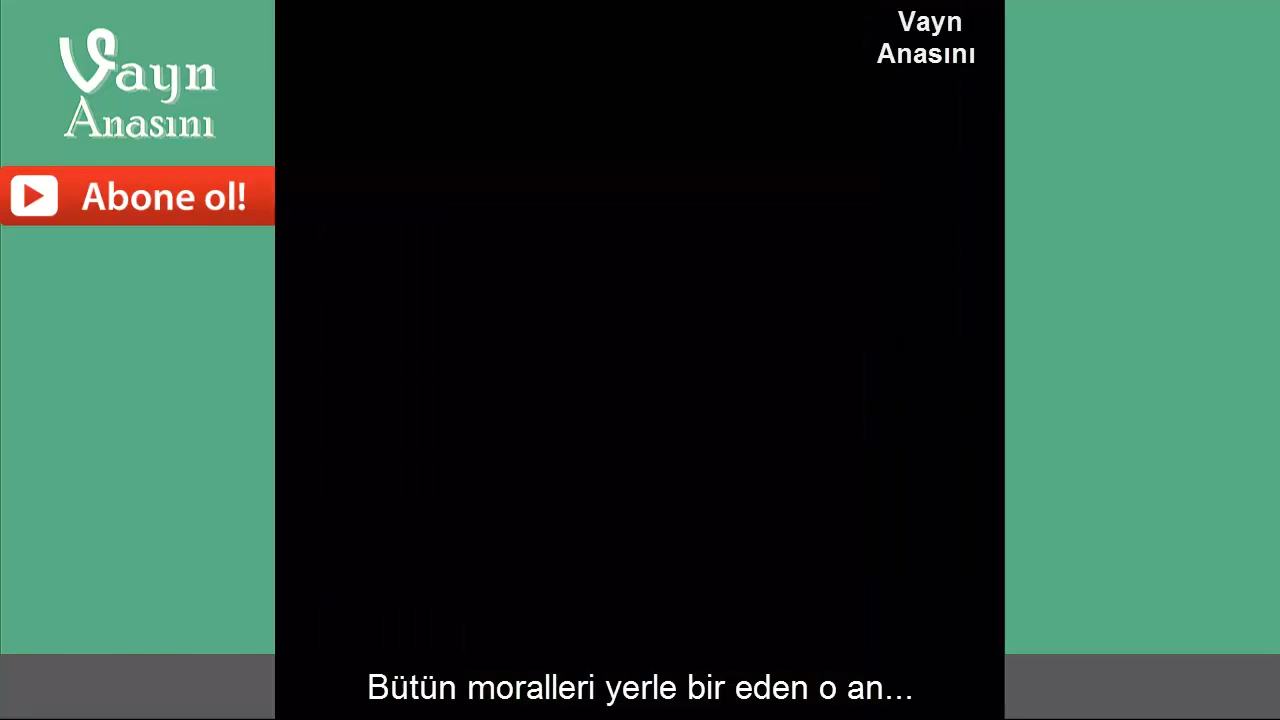 Vayn
Anasını
Abone ol!
Vayn
Anasını
Bütün moralleri yerle bir eden o an...